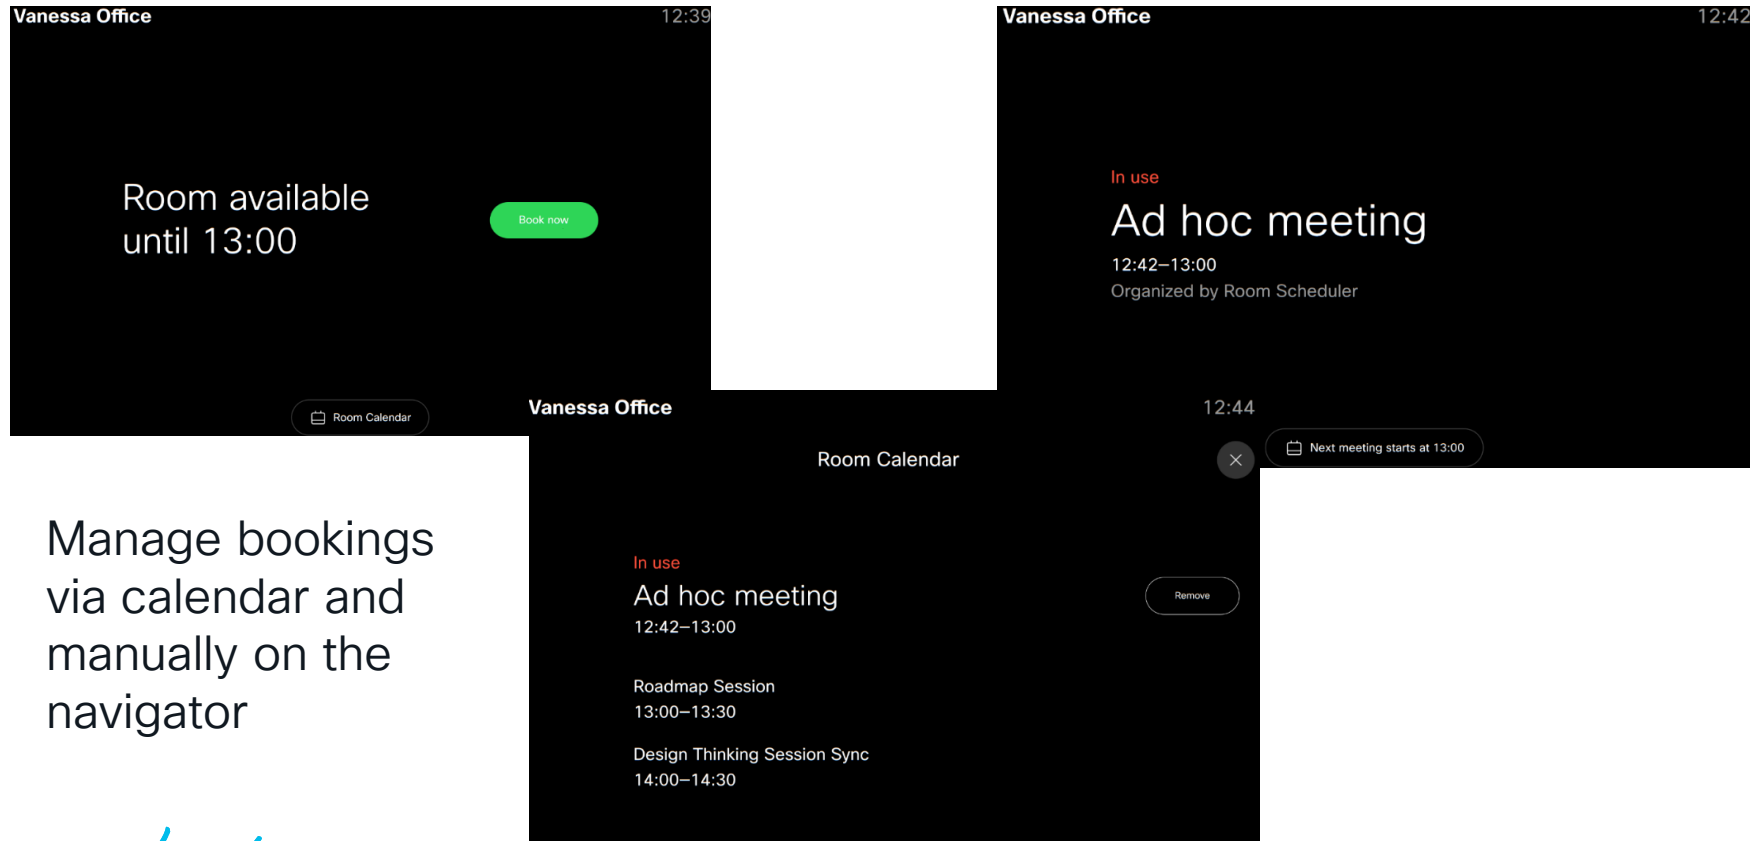 Vanessa Office
12:39
Room available
until 13:00
Book now
Room Calendar
Vanessa Office
12:42
In use
Ad hoc meeting
12:42–13:00
Organized by Room Scheduler
Next meeting starts at 13:00
Vanessa Office
12:44
Room Calendar
In use
Ad hoc meeting
12:42–13:00
Remove
Roadmap Session
13:00–13:30
Design Thinking Session Sync
14:00–14:30
Manage bookings
via calendar and
manually on the
navigator